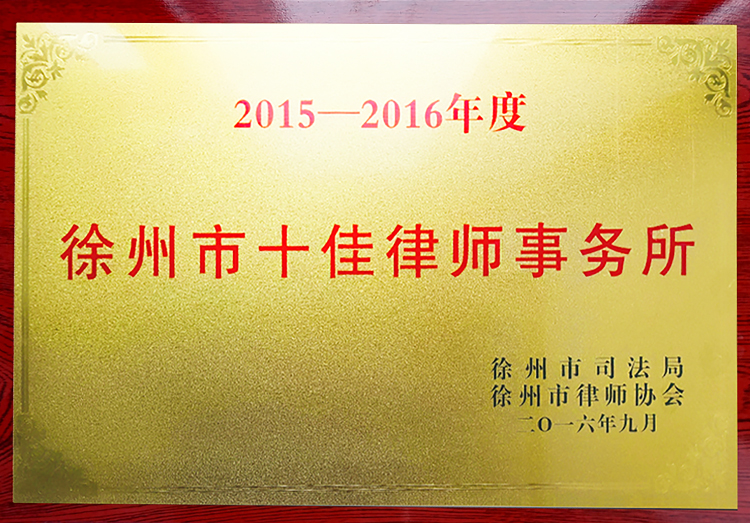 2015—2016年度
徐州市十佳律师事务所
徐州市司法局
徐州市律师协会
二O一六年九月